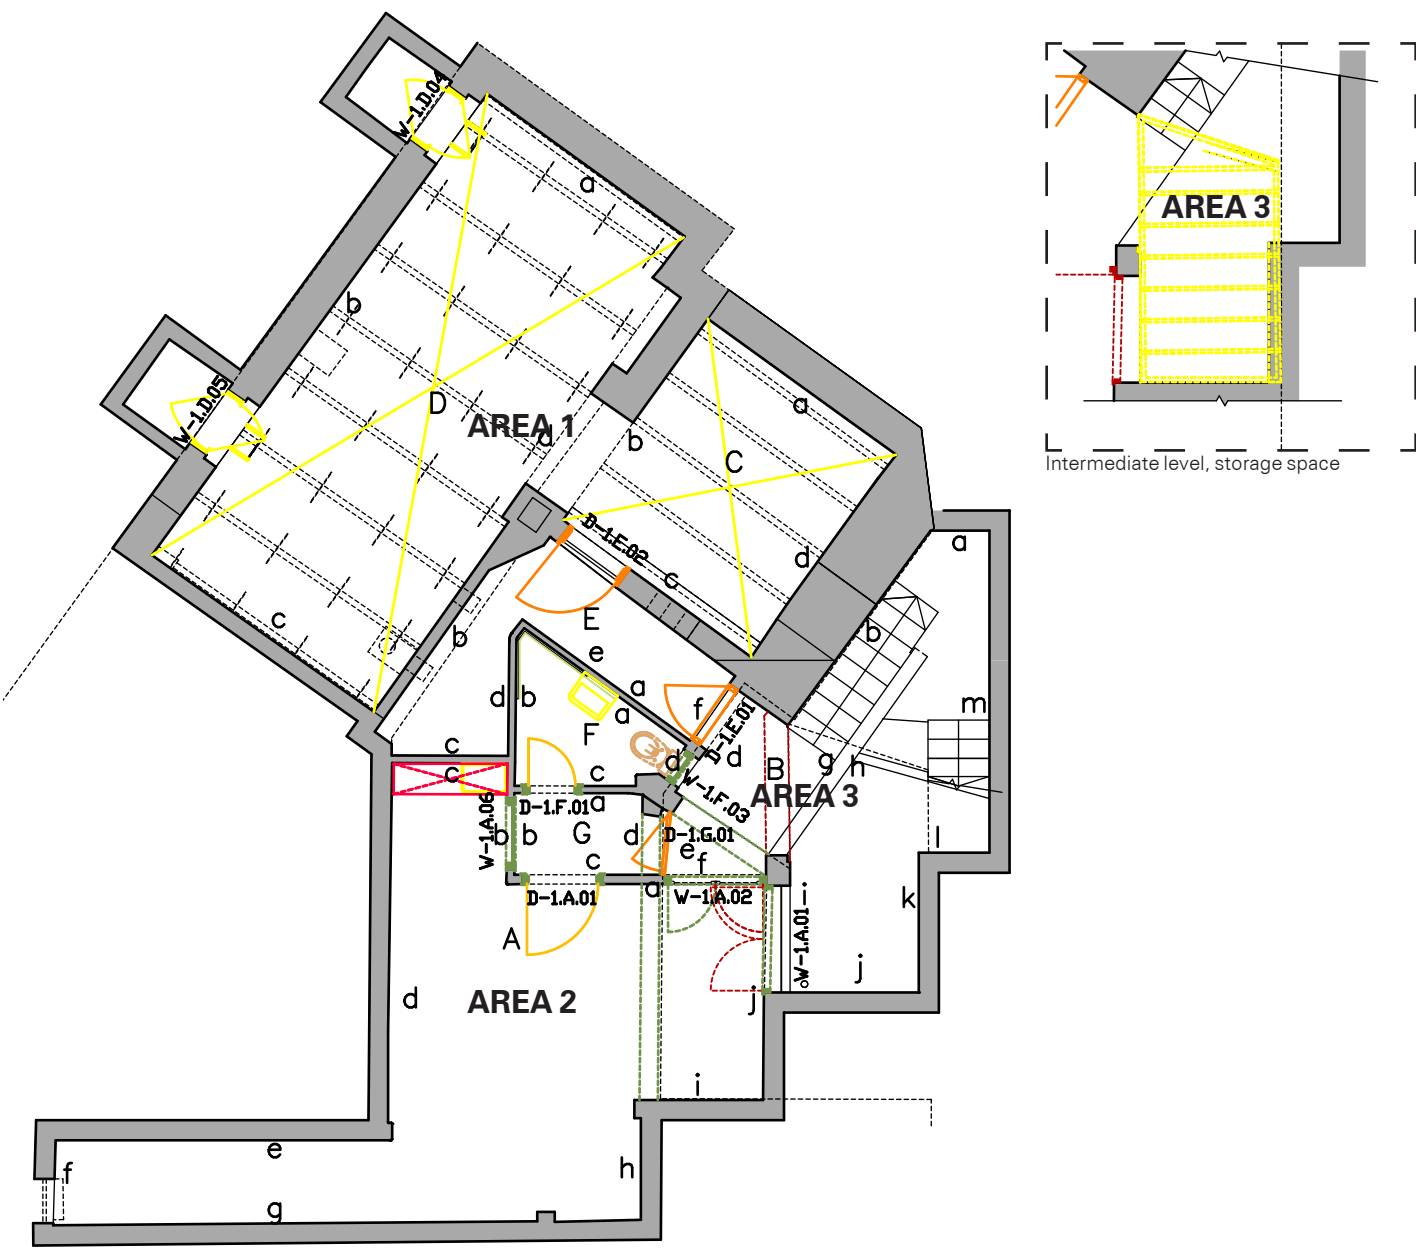 W-1.D.04
a
AREA 3
b
W-1.D.05
D
AREA 1
d
b
a
C
Intermediate level, storage space
D-1.E.02
c
d
a
c
b
E
e
b
d
b
a
a
F
f
D-1.E.01
d
m
c
c
c
d
W-1.F.03
B
g
h
AREA 3
W-1.A.06
D-1.F.01
a
b
b
G
d
D-1.G.01
e
l
c
f
a
D-1.A.01
W-1.A.02
i
k
W-1.A.01
A
j
d
AREA 2
j
i
e
f
h
g